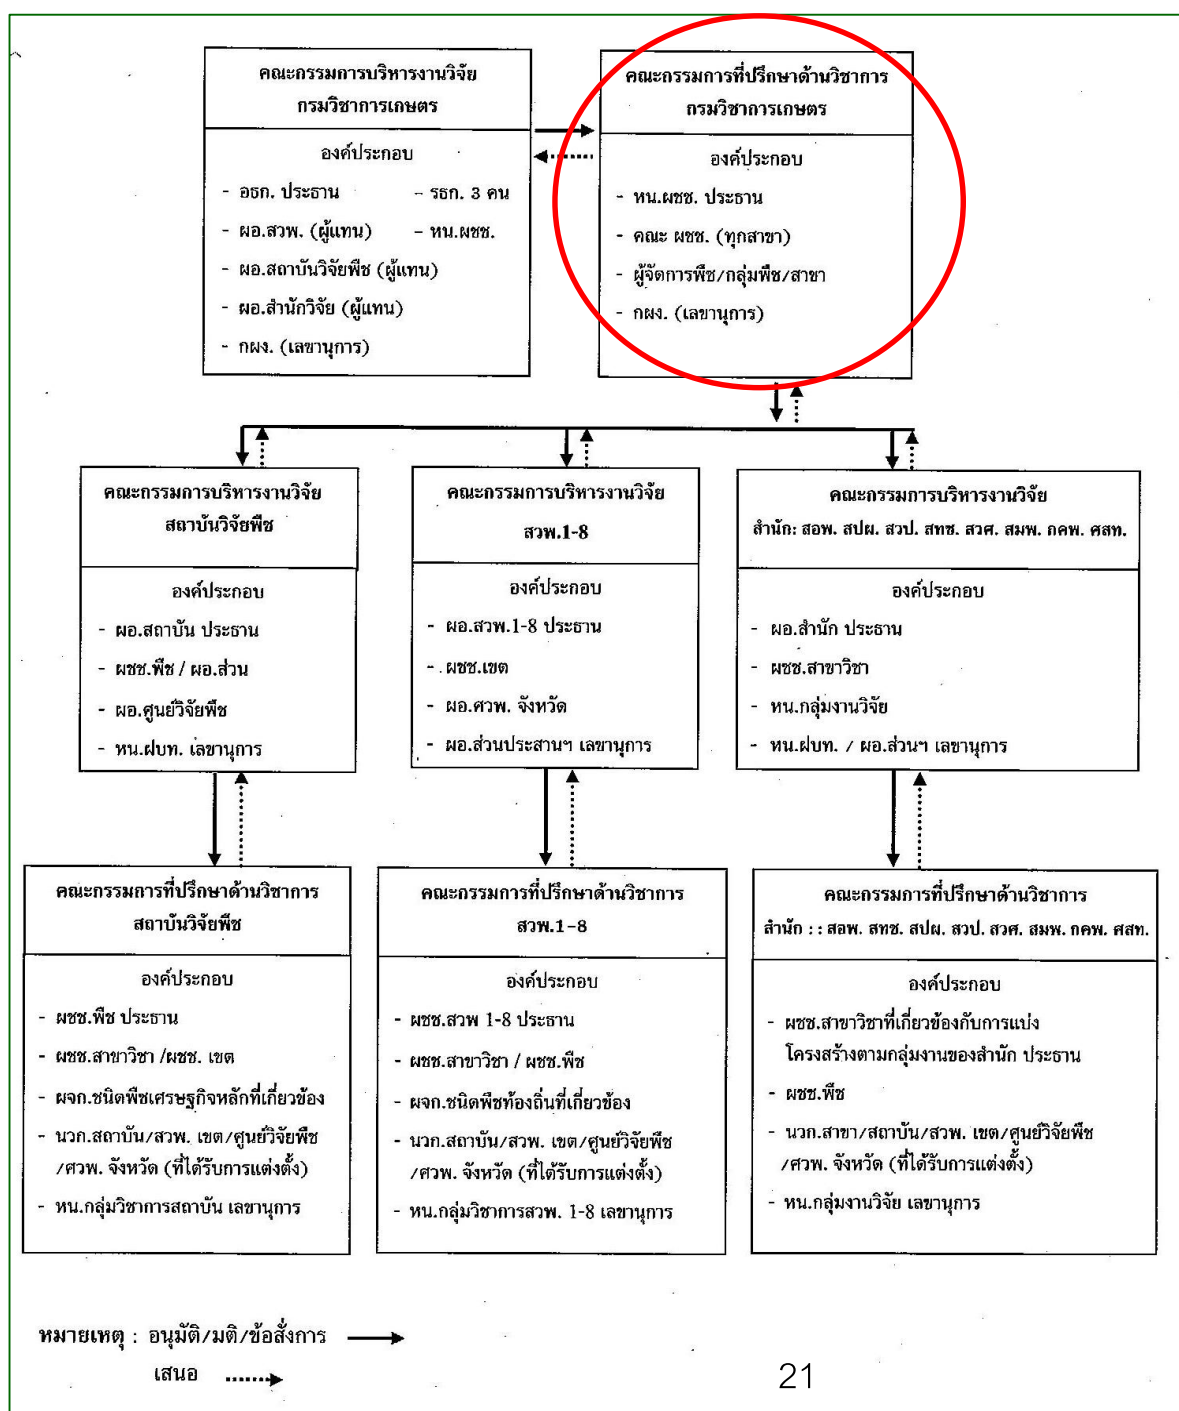 คณะกรรมการบริหารงานวิจัย
กรมวิชาการเกษตร
องค์ประกอบ
- อธก. ประธาน - รธก. 3 คน
- ผอ.สวพ. (ผู้แทน) - หน.ผชช.
- ผอ.สถาบันวิจัยพืช (ผู้แทน)
- ผอ.สำนักวิจัย (ผู้แทน)
- กผง. (เลขานุการ)
คณะกรรมการที่ปรึกษาด้านวิชาการ
กรมวิชาการเกษตร
องค์ประกอบ
- หน.ผชช. ประธาน
- คณะ ผชช. (ทุกสาขา)
- ผู้จัดการพืช/กลุ่มพืช/สาขา
- กผง. (เลขานุการ)
คณะกรรมการบริหารงานวิจัย
สถาบันวิจัยพืช
องค์ประกอบ
- ผอ.สถาบัน ประธาน
- ผชช.พืช / ผอ.ส่วน
- ผอ.ศูนย์วิจัยพืช
- หน.ฝบท. เลขานุการ
คณะกรรมการบริหารงานวิจัย
สวพ.1-8
องค์ประกอบ
- ผอ.สวพ.1-8 ประธาน
- ผชช.เขต
- ผอ.ศวพ. จังหวัด
- ผอ.ส่วนประสานฯ เลขานุการ
คณะกรรมการบริหารงานวิจัย
สำนัก: สอพ. สปผ. สวป. สทช. สวศ. สมพ. กคพ. ศสท.
องค์ประกอบ
- ผอ.สำนัก ประธาน
- ผชช.สาขาวิชา
- หน.กลุ่มงานวิจัย
- หน.ฝบท. / ผอ.ส่วนฯ เลขานุการ
คณะกรรมการที่ปรึกษาด้านวิชาการ
สถาบันวิจัยพืช
องค์ประกอบ
- ผชช.พืช ประธาน
- ผชช.สาขาวิชา /ผชช. เขต
- ผจก.ชนิดพืชเศรษฐกิจหลักที่เกี่ยวข้อง
- นวก.สถาบัน/สวพ. เขต/ศูนย์วิจัยพืช
/ศวพ. จังหวัด (ที่ได้รับการแต่งตั้ง)
- หน.กลุ่มวิชาการสถาบัน เลขานุการ
คณะกรรมการที่ปรึกษาด้านวิชาการ
สวพ.1-8
องค์ประกอบ
- ผชช.สวพ 1-8 ประธาน
- ผชช.สาขาวิชา / ผชช.พืช
- ผจก.ชนิดพืชท้องถิ่นที่เกี่ยวข้อง
- นวก.สถาบัน/สวพ. เขต/ศูนย์วิจัยพืช
/ศวพ. จังหวัด (ที่ได้รับการแต่งตั้ง)
- หน.กลุ่มวิชาการสวพ. 1-8 เลขานุการ
คณะกรรมการที่ปรึกษาด้านวิชาการ
สำนัก : : สอพ. สทช. สปผ. สวป. สวศ. สมพ. กคพ. ศสท.
องค์ประกอบ
- ผชช.สาขาวิชาที่เกี่ยวข้องกับการแบ่ง
โครงสร้างตามกลุ่มงานของสำนัก ประธาน
- ผชช.พืช
- นวก.สาขา/สถาบัน/สวพ. เขต/ศูนย์วิจัยพืช
/ศวพ. จังหวัด (ที่ได้รับการแต่งตั้ง)
- หน.กลุ่มงานวิจัย เลขานุการ
หมายเหตุ : อนุมัติ/มติ/ข้อสั่งการ
เสนอ
21